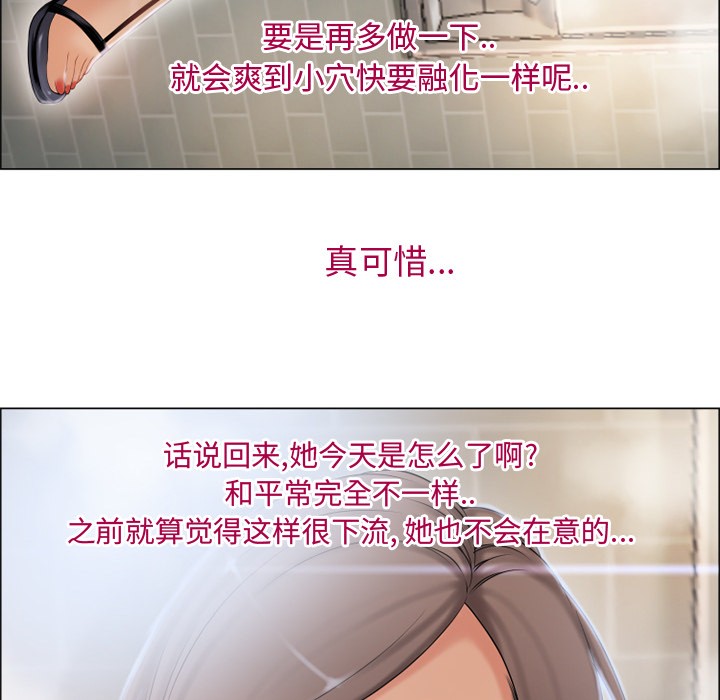 要是再多做一下..
就会爽到小穴快要融化一样呢..
真可惜...
话说回来,她今天是怎么了啊?
和平常完全不一样..
之前就算觉得这样很下流, 她也不会在意的...